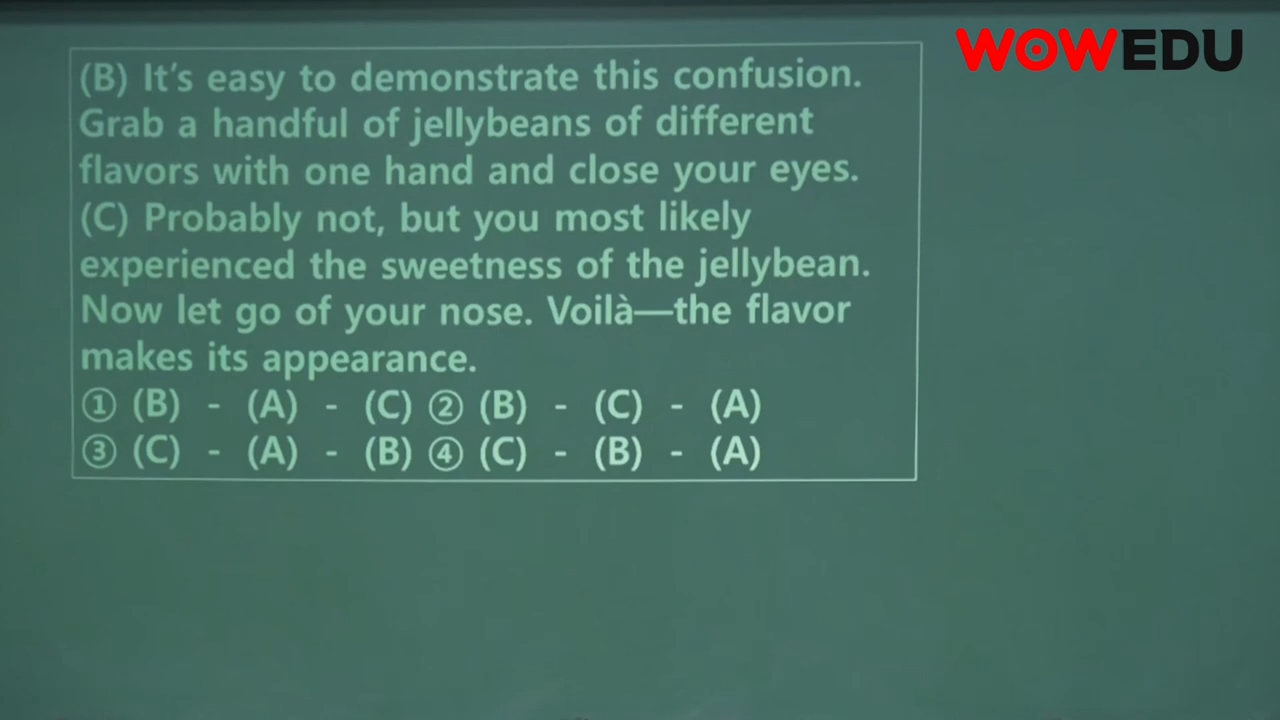 WOWEDU
(B) It's easy to demonstrate this confusion.
Grab a handful of jellybeans of different
flavors with one hand and close your eyes.
(C) Probably not, but you most likely
experienced the sweetness of the jellybean.
Now let go of your nose. Voilà—the flavor
makes its appearance.
① (B) - (A) - (C) ② (B) - (C) - (A)
③ (C) - (A) - (B) ④ (C) - (B) - (A)